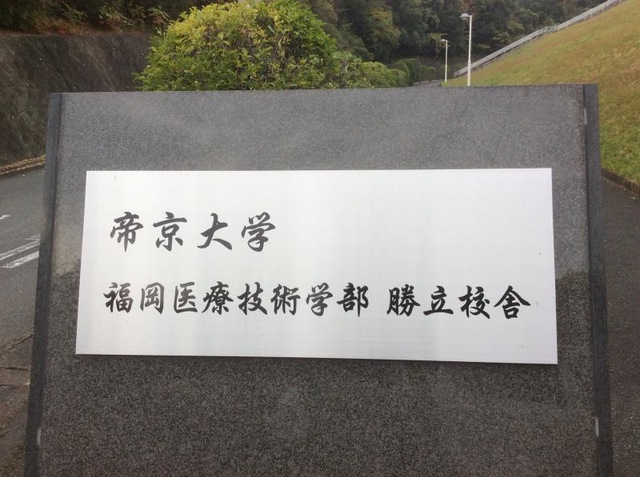 帝京大学
福岡医療技術学部 勝立校舎